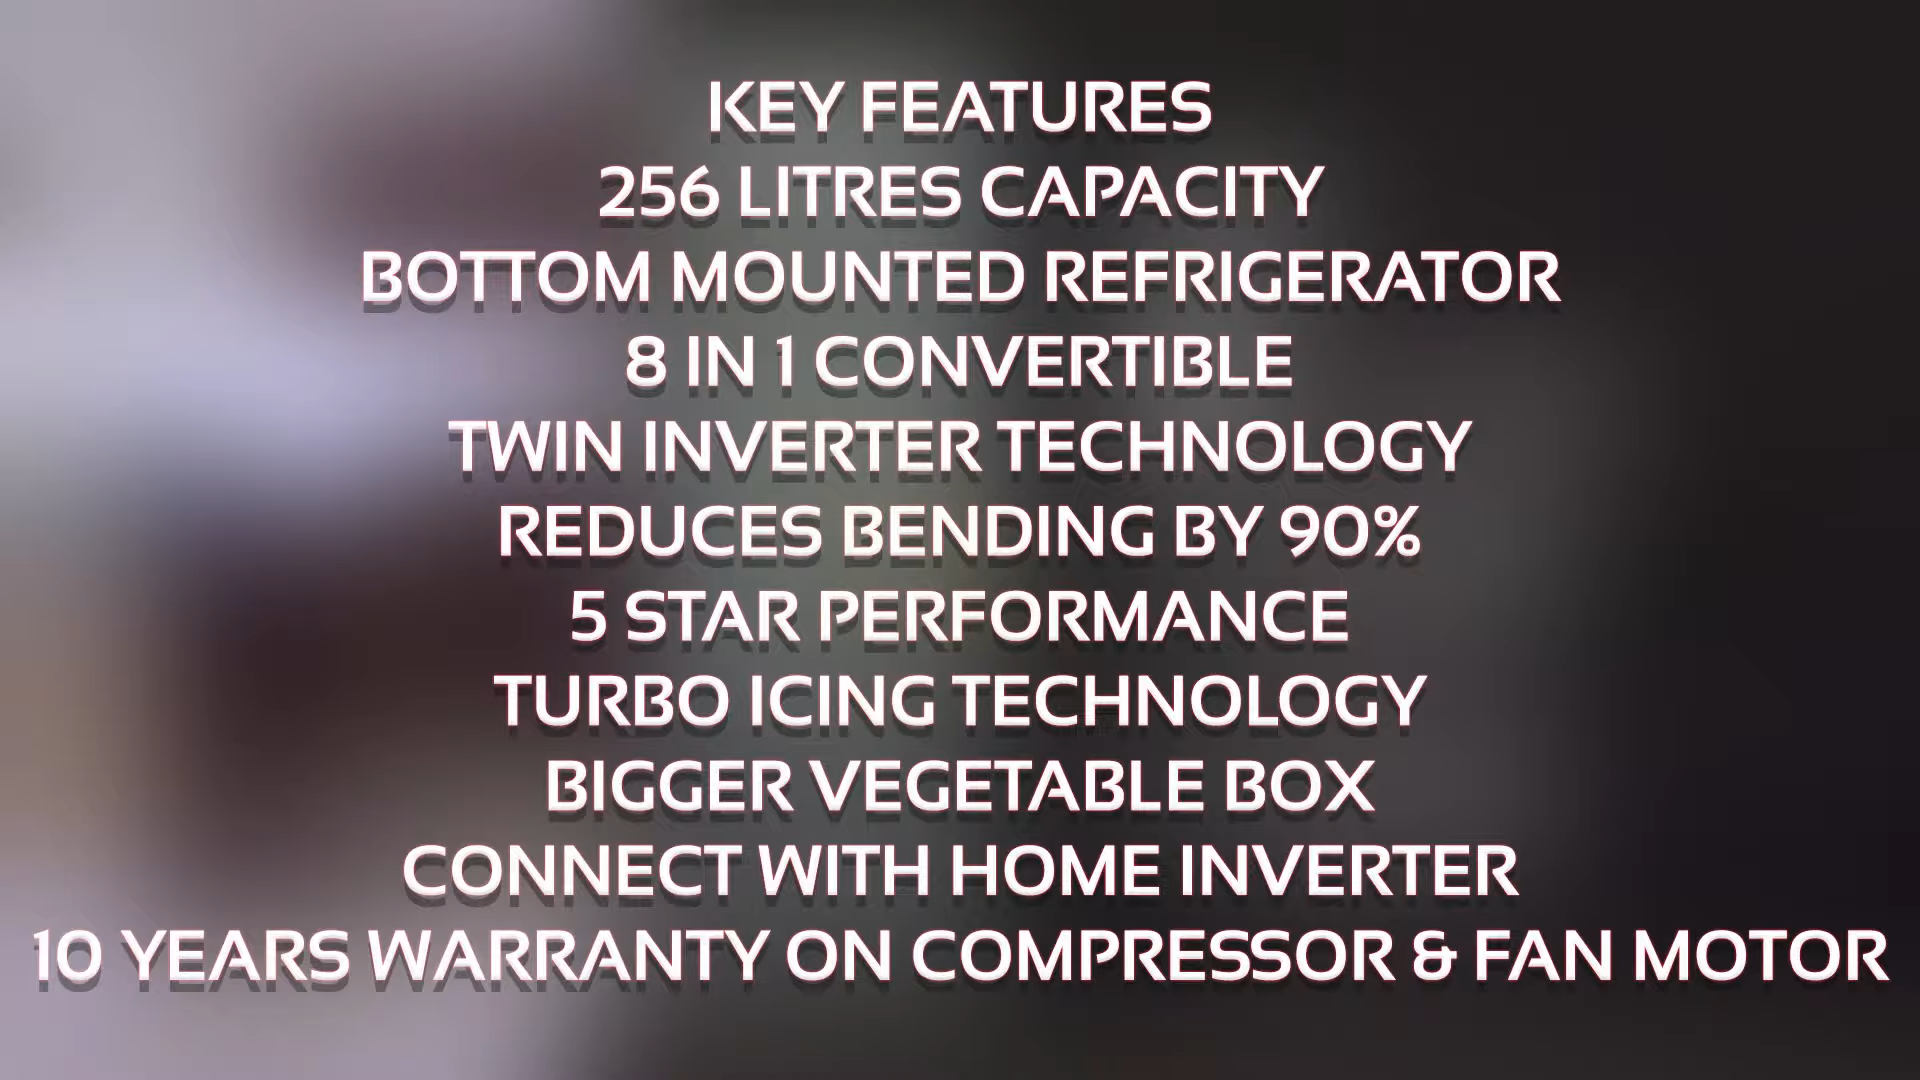 KEY FEATURES
256 LITRES CAPACITY
BOTTOM MOUNTED REFRIGERATOR
8 IN 1 CONVERTIBLE
TWIN INVERTER TECHNOLOGY
REDUCES BENDING BY 90%
5 STAR PERFORMANCE
TURBO ICING TECHNOLOGY
BIGGER VEGETABLE BOX
CONNECT WITH HOME INVERTER
10 YEARS WARRANTY ON COMPRESSOR & FAN MOTOR